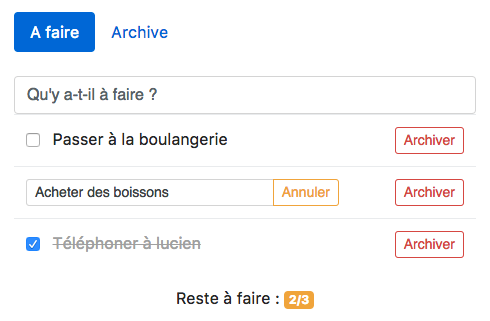 A faire Archive
Qu'y a-t-il à faire ?
Passer à la boulangerie Archiver
Acheter des boissons Annuler Archiver
Téléphoner à lucien Archiver
Reste à faire : 2/3